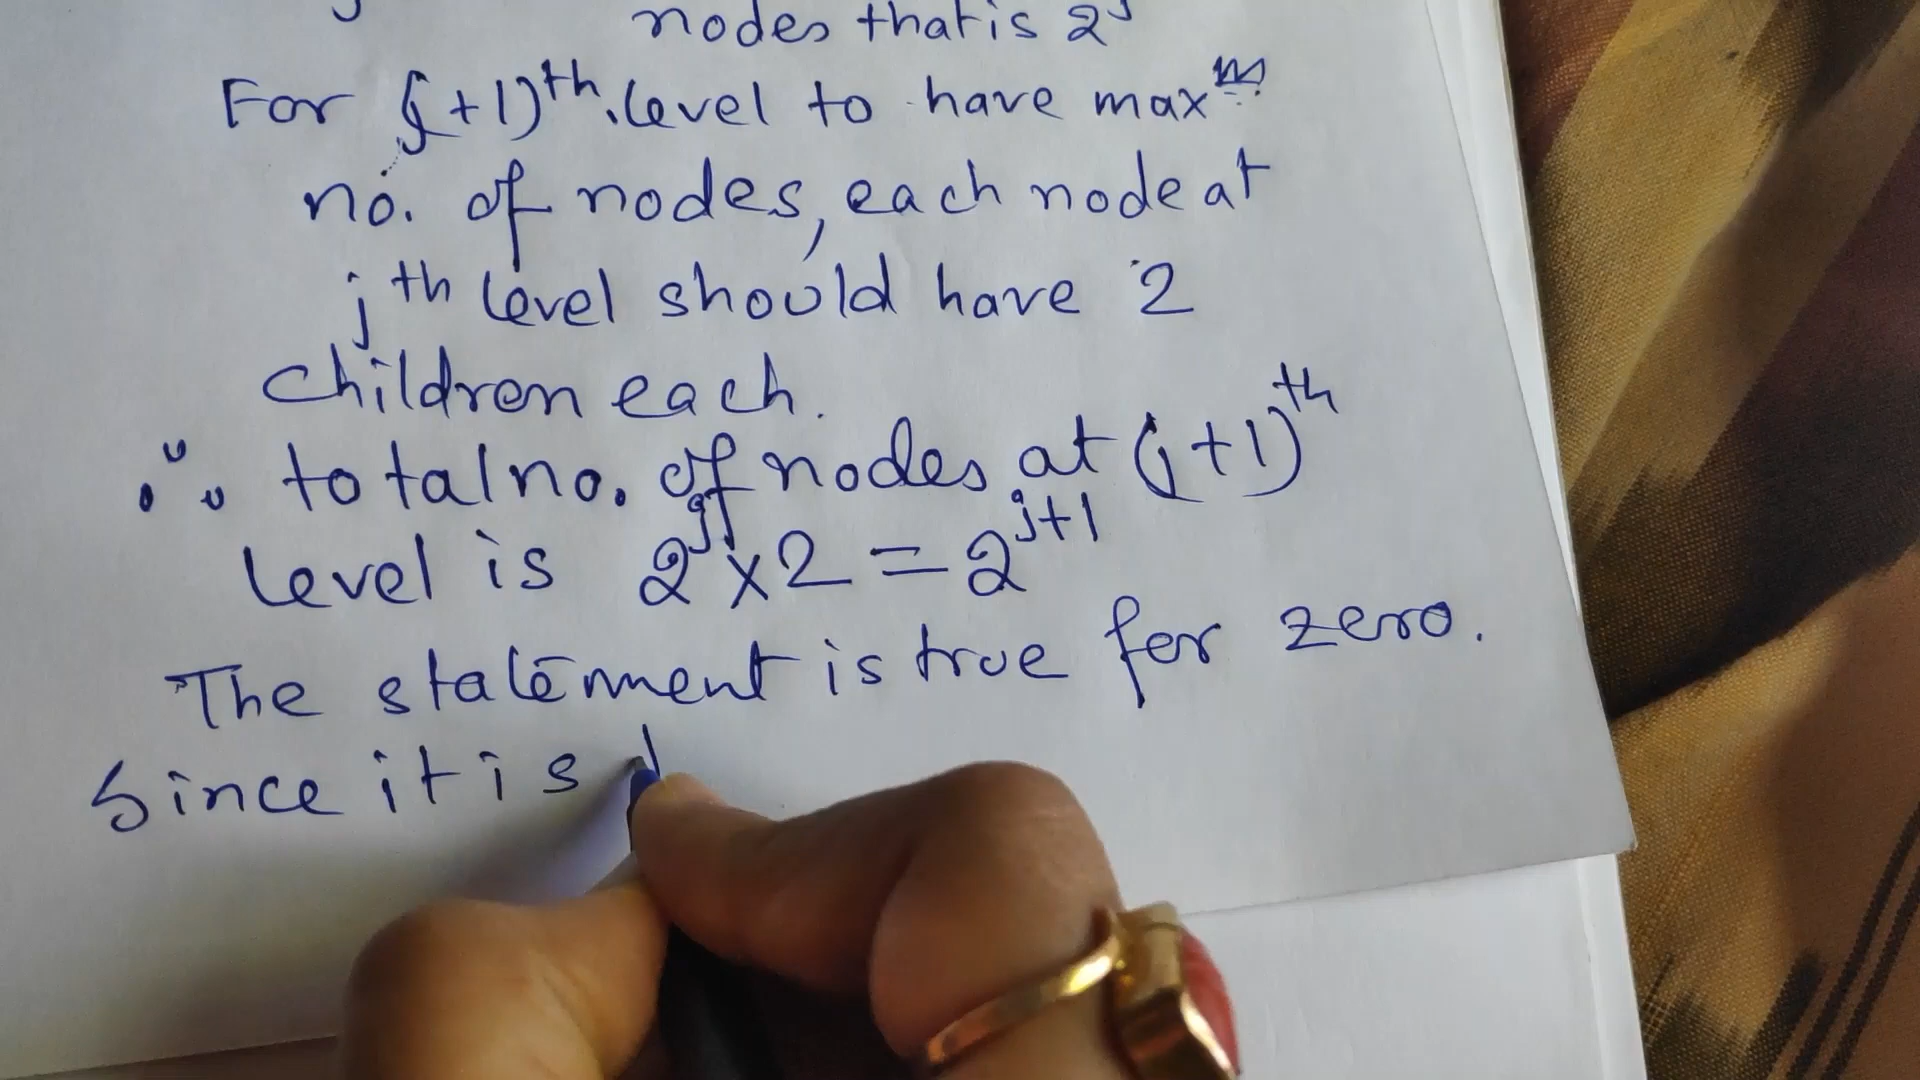 nodes that is 2^j
For (j+1)^th level to have max^m
no. of nodes, each node at
j^th level should have 2
children each.
∴ total no. of nodes at (j+1)^th
level is 2^j x 2 = 2^j+1
The statement is true for zero.
Since it is